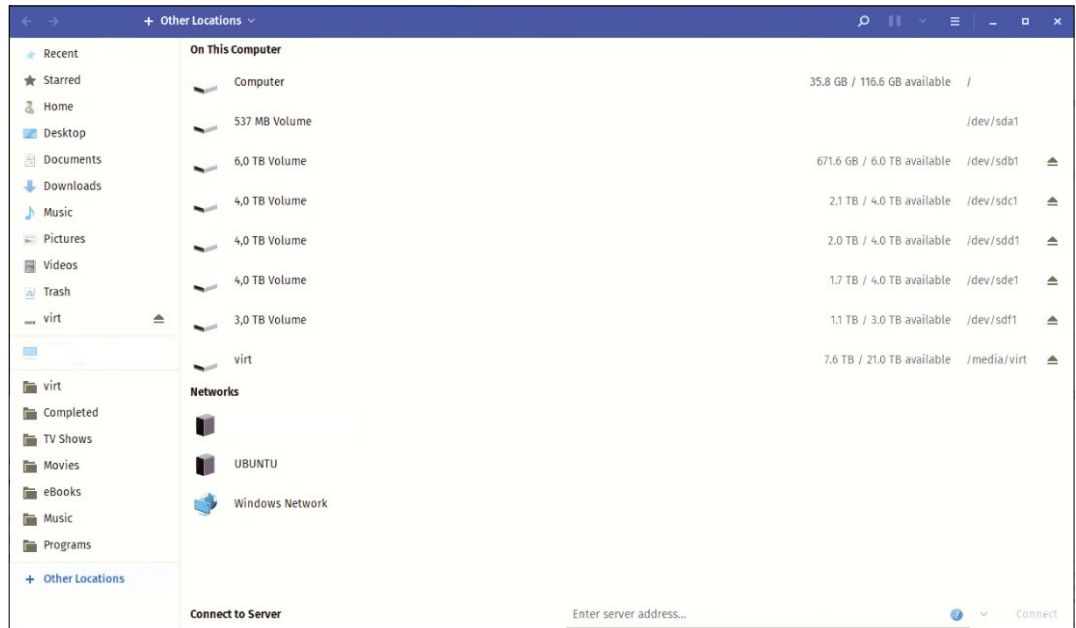 + Other Locations
Recent
Starred
Home
Desktop
Documents
Downloads
Music
Pictures
Videos
Trash
virt
virt
Completed
TV Shows
Movies
eBooks
Music
Programs
+ Other Locations
On This Computer
Computer 35.8 GB / 116.6 GB available /
537 MB Volume /dev/sda1
6,0 TB Volume 671.6 GB / 6.0 TB available /dev/sdb1
4,0 TB Volume 2.1 TB / 4.0 TB available /dev/sdc1
4,0 TB Volume 2.0 TB / 4.0 TB available /dev/sdd1
4,0 TB Volume 1.7 TB / 4.0 TB available /dev/sde1
3,0 TB Volume 1.1 TB / 3.0 TB available /dev/sdf1
virt 7.6 TB / 21.0 TB available /media/virt
Networks
UBUNTU
Windows Network
Connect to Server Enter server address... ? Connect